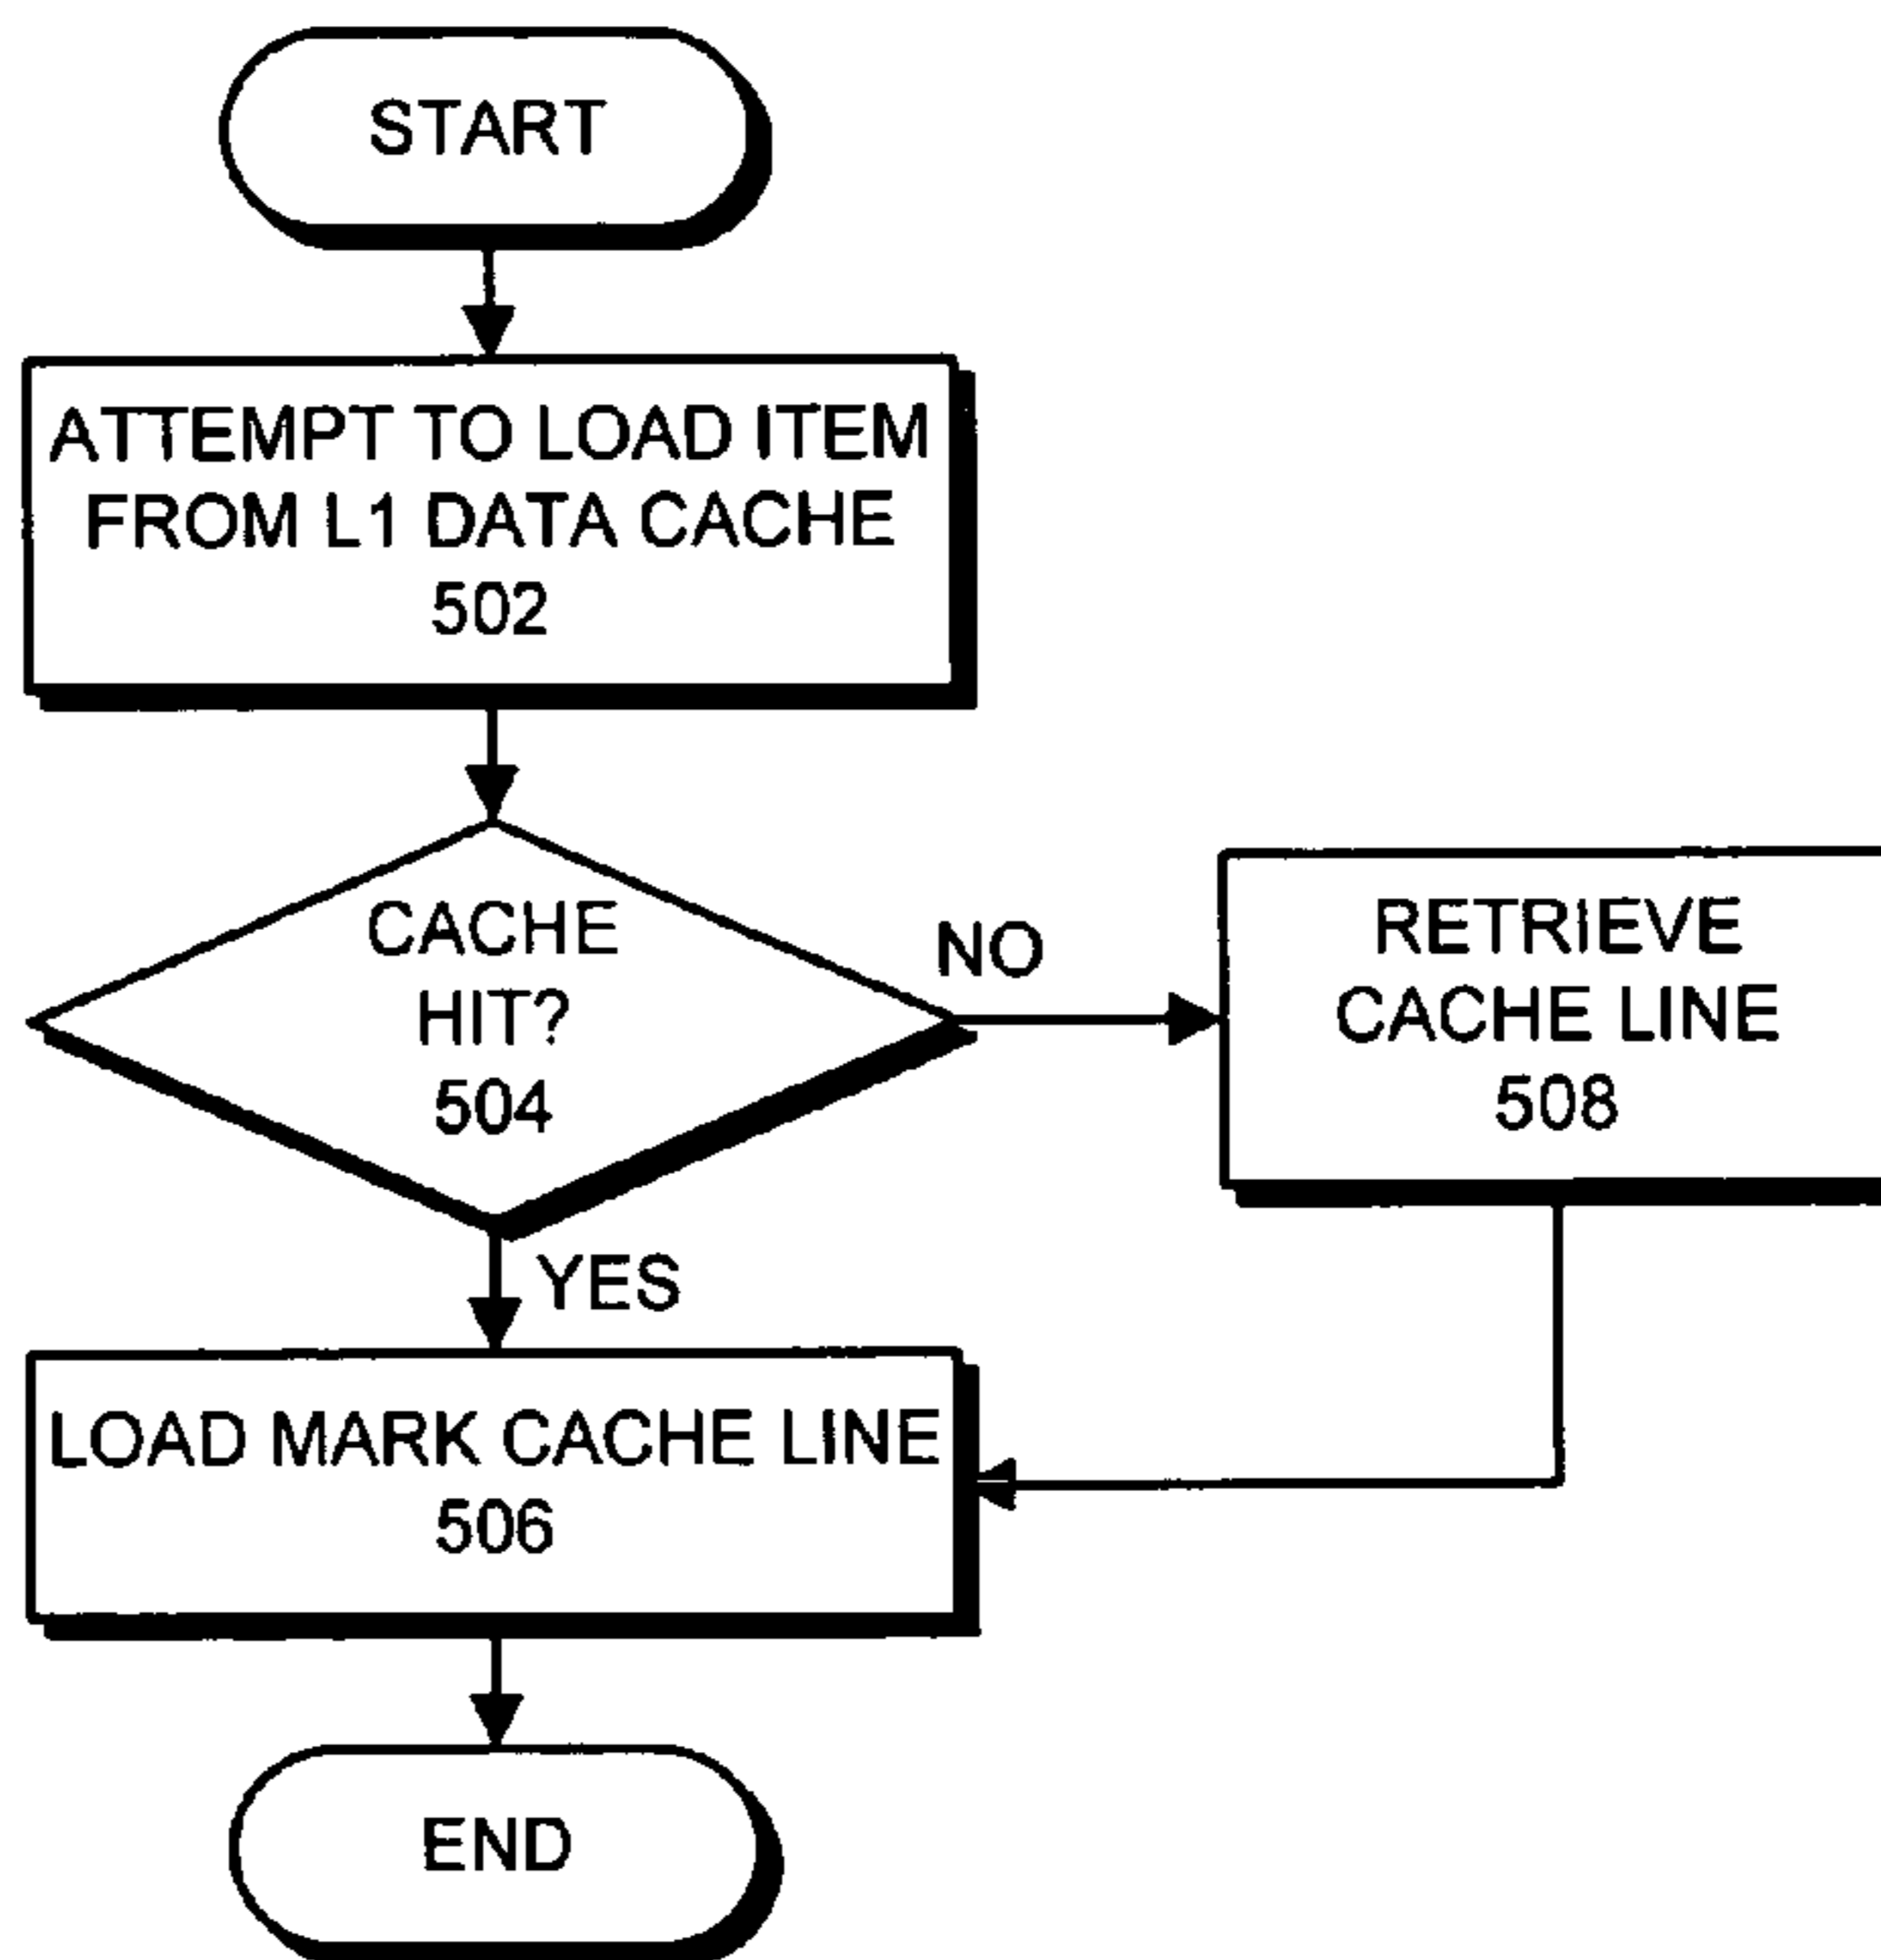 START
ATTEMPT TO LOAD ITEM
FROM L1 DATA CACHE
502
CACHE
HIT?
504
NO
RETRIEVE
CACHE LINE
508
YES
LOAD MARK CACHE LINE
506
END